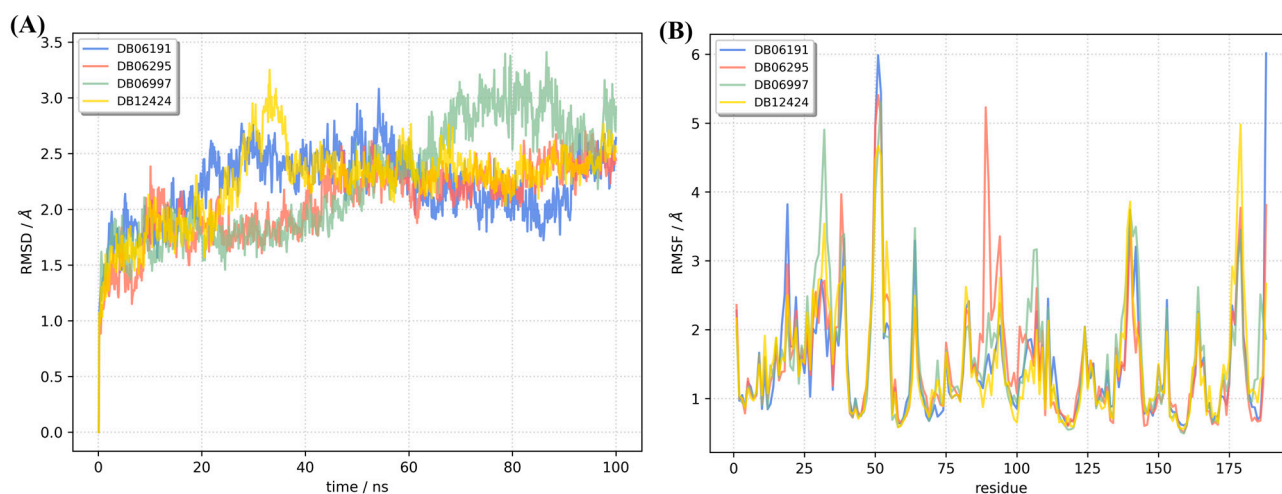 (A)
DB06191
DB06295
DB06997
DB12424
3.5
3.0
2.5
2.0
1.5
1.0
0.5
0.0
RMSD / Å
0 20 40 60 80 100
time / ns
(B)
DB06191
DB06295
DB06997
DB12424
6
5
4
3
2
1
RMSF / Å
0 25 50 75 100 125 150 175
residue